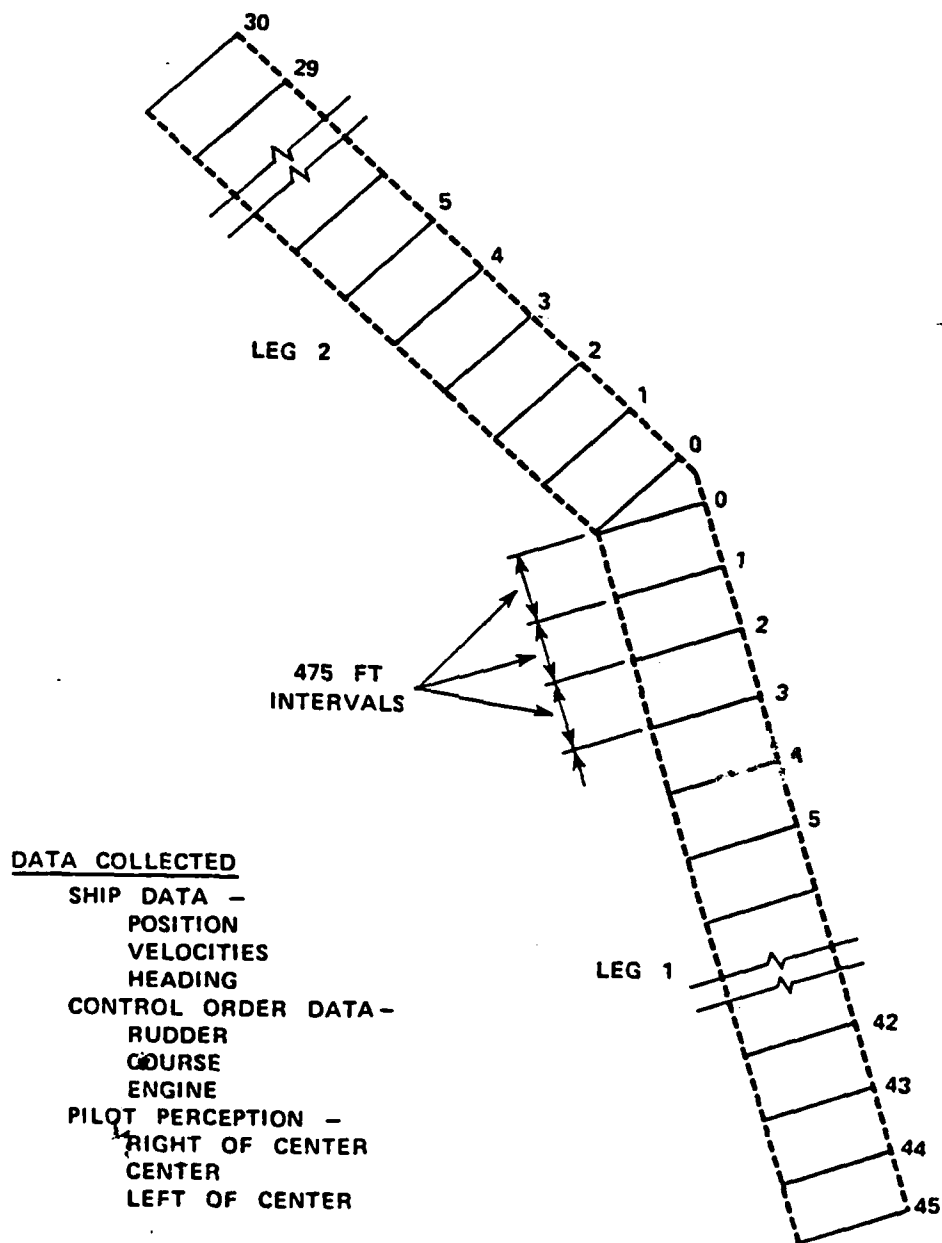 30
29
5
4
3
2
1
0
LEG 2
0
1
2
3
4
5
475 FT
INTERVALS
LEG 1
42
43
44
45
DATA COLLECTED
SHIP DATA -
POSITION
VELOCITIES
HEADING
CONTROL ORDER DATA -
RUDDER
COURSE
ENGINE
PILOT PERCEPTION -
RIGHT OF CENTER
CENTER
LEFT OF CENTER